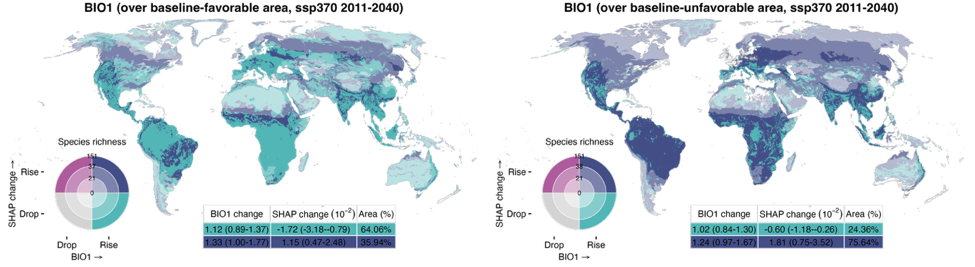 BIO1 (over baseline-favorable area, ssp370 2011-2040)
Species richness
151
38
21
0
SHAP change →
Rise
Drop
Drop
Rise
BIO1 →
BIO1 change SHAP change (10⁻²) Area (%)
1.12 (0.89-1.37) -1.72 (-3.18--0.79) 64.06%
1.33 (1.00-1.77) 1.15 (0.47-2.48) 35.94%
BIO1 (over baseline-unfavorable area, ssp370 2011-2040)
Species richness
151
21
0
SHAP change →
Rise
Drop
Drop
Rise
BIO1 →
BIO1 change SHAP change (10⁻²) Area (%)
1.02 (0.84-1.30) -0.60 (-1.18--0.26) 24.36%
1.24 (0.97-1.67) 1.81 (0.75-3.52) 75.64%